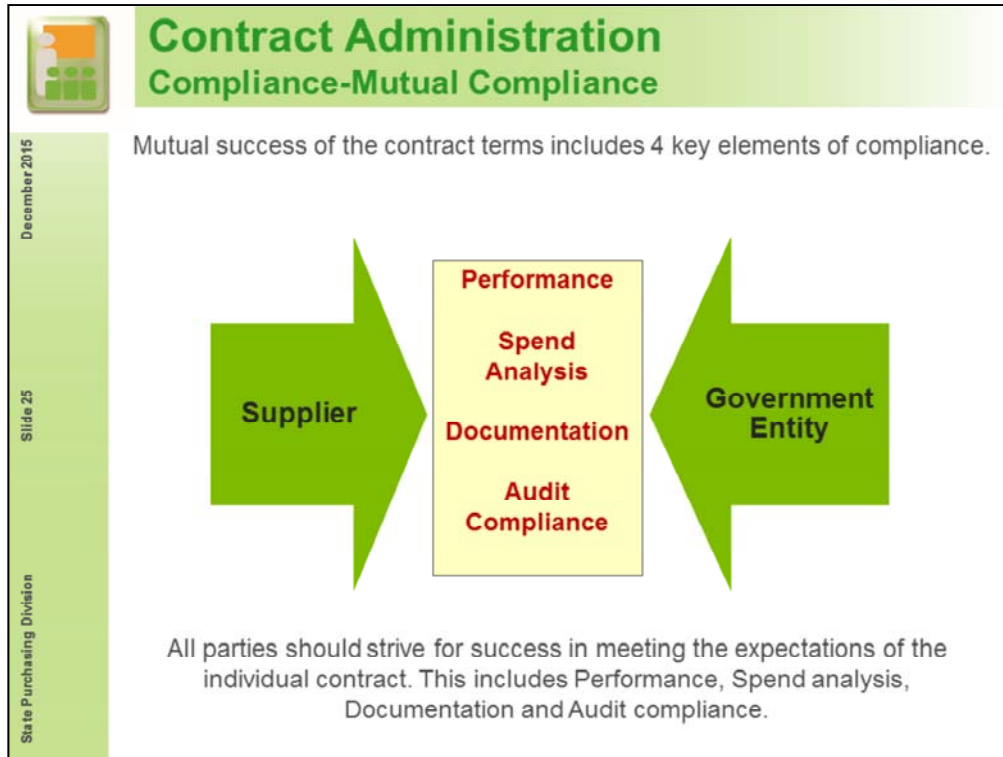 Contract Administration
Compliance-Mutual Compliance
December 2015
Slide 25
State Purchasing Division
Mutual success of the contract terms includes 4 key elements of compliance.
Supplier
Performance
Spend
Analysis
Documentation
Audit
Compliance
Government
Entity
All parties should strive for success in meeting the expectations of the
individual contract. This includes Performance, Spend analysis,
Documentation and Audit compliance.